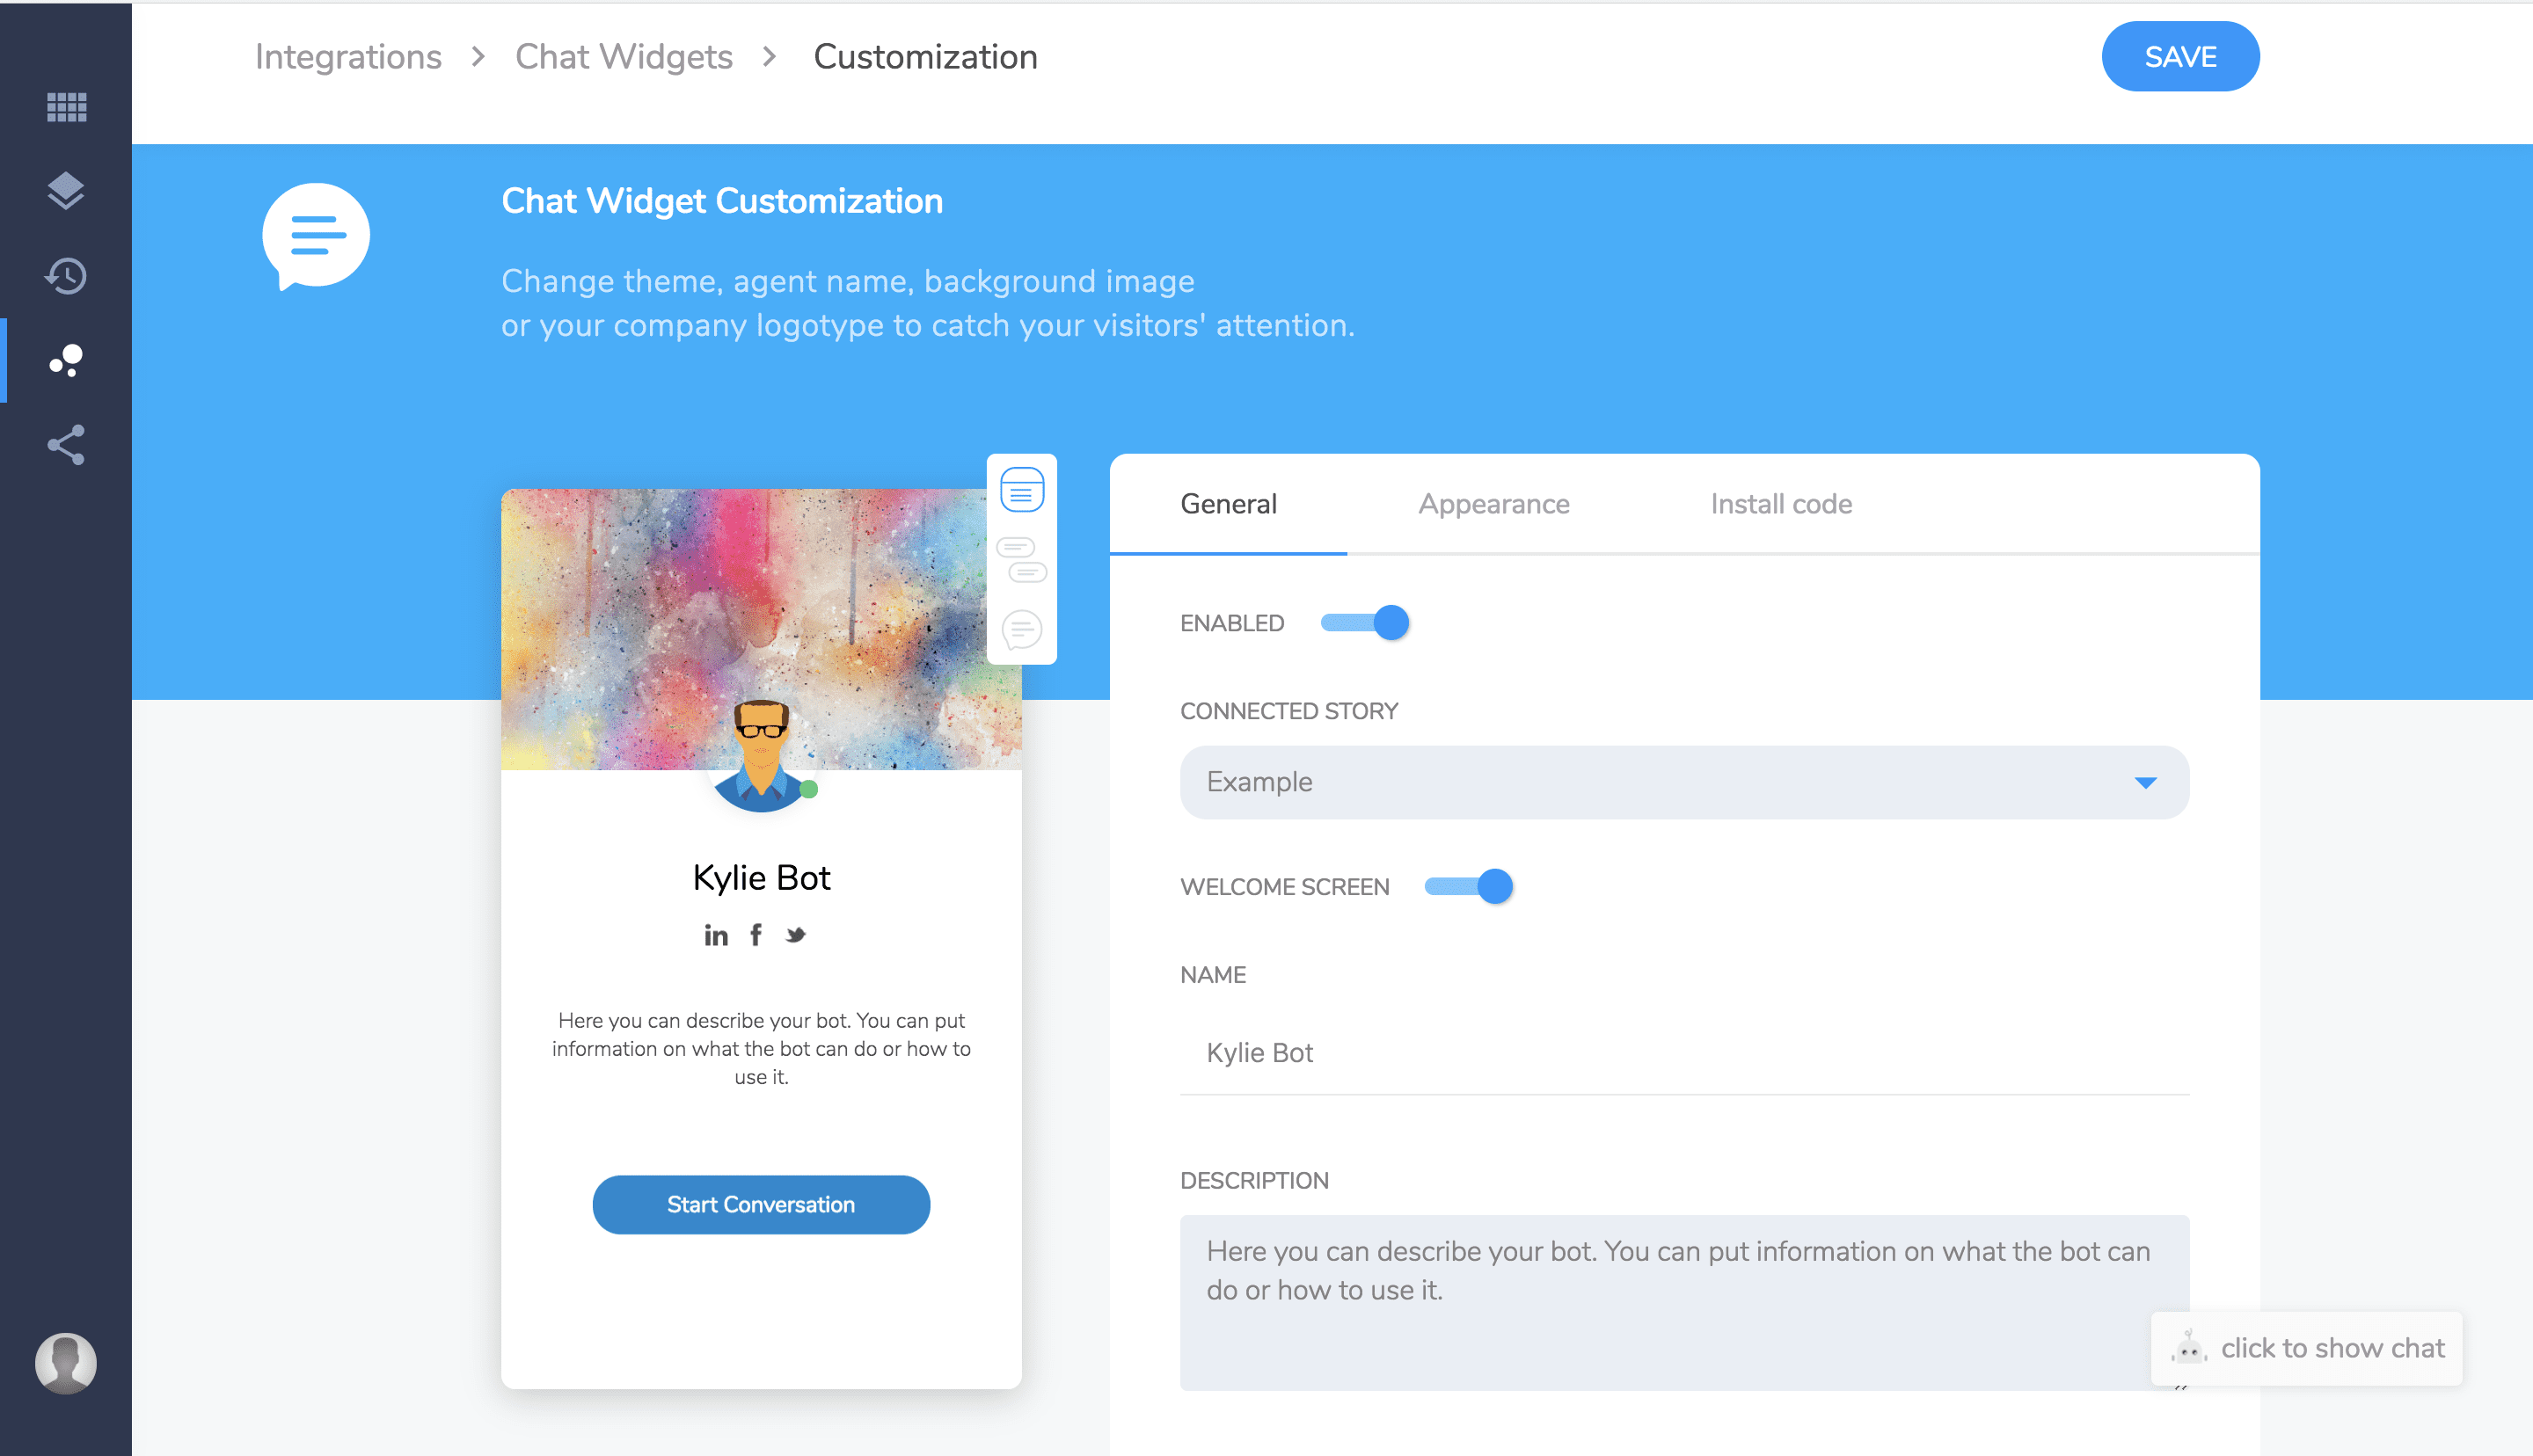 Integrations > Chat Widgets > Customization
SAVE
Chat Widget Customization
Change theme, agent name, background image
or your company logotype to catch your visitors' attention.
General
Appearance
Install code
ENABLED
CONNECTED STORY
Example
WELCOME SCREEN
NAME
Kylie Bot
DESCRIPTION
Here you can describe your bot. You can put information on what the bot can
do or how to use it.
Kylie Bot
in f
Here you can describe your bot. You can put
information on what the bot can do or how to
use it.
Start Conversation
click to show chat